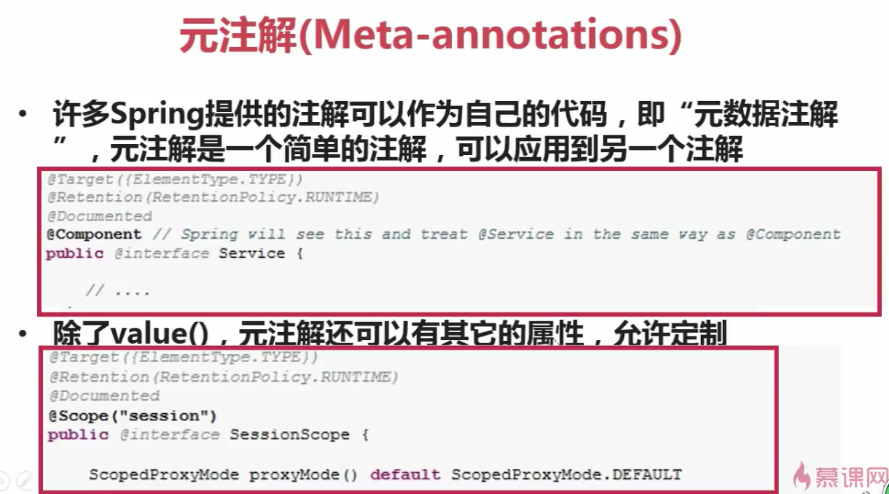 元注解(Meta-annotations)
• 许多Spring提供的注解可以作为自己的代码，即“元数据注解
”，元注解是一个简单的注解，可以应用到另一个注解
@Target({ElementType.TYPE})
@Retention(RetentionPolicy.RUNTIME)
@Documented
@Component // Spring will see this and treat @Service in the same way as @Component
public @interface Service {
// ....
• 除了value()，元注解还可以有其它的属性，允许定制
@Target({ElementType.TYPE})
@Retention(RetentionPolicy.RUNTIME)
@Documented
@Scope("session")
public @interface SessionScope {
ScopedProxyMode proxyMode() default ScopedProxyMode.DEFAULT
慕课网